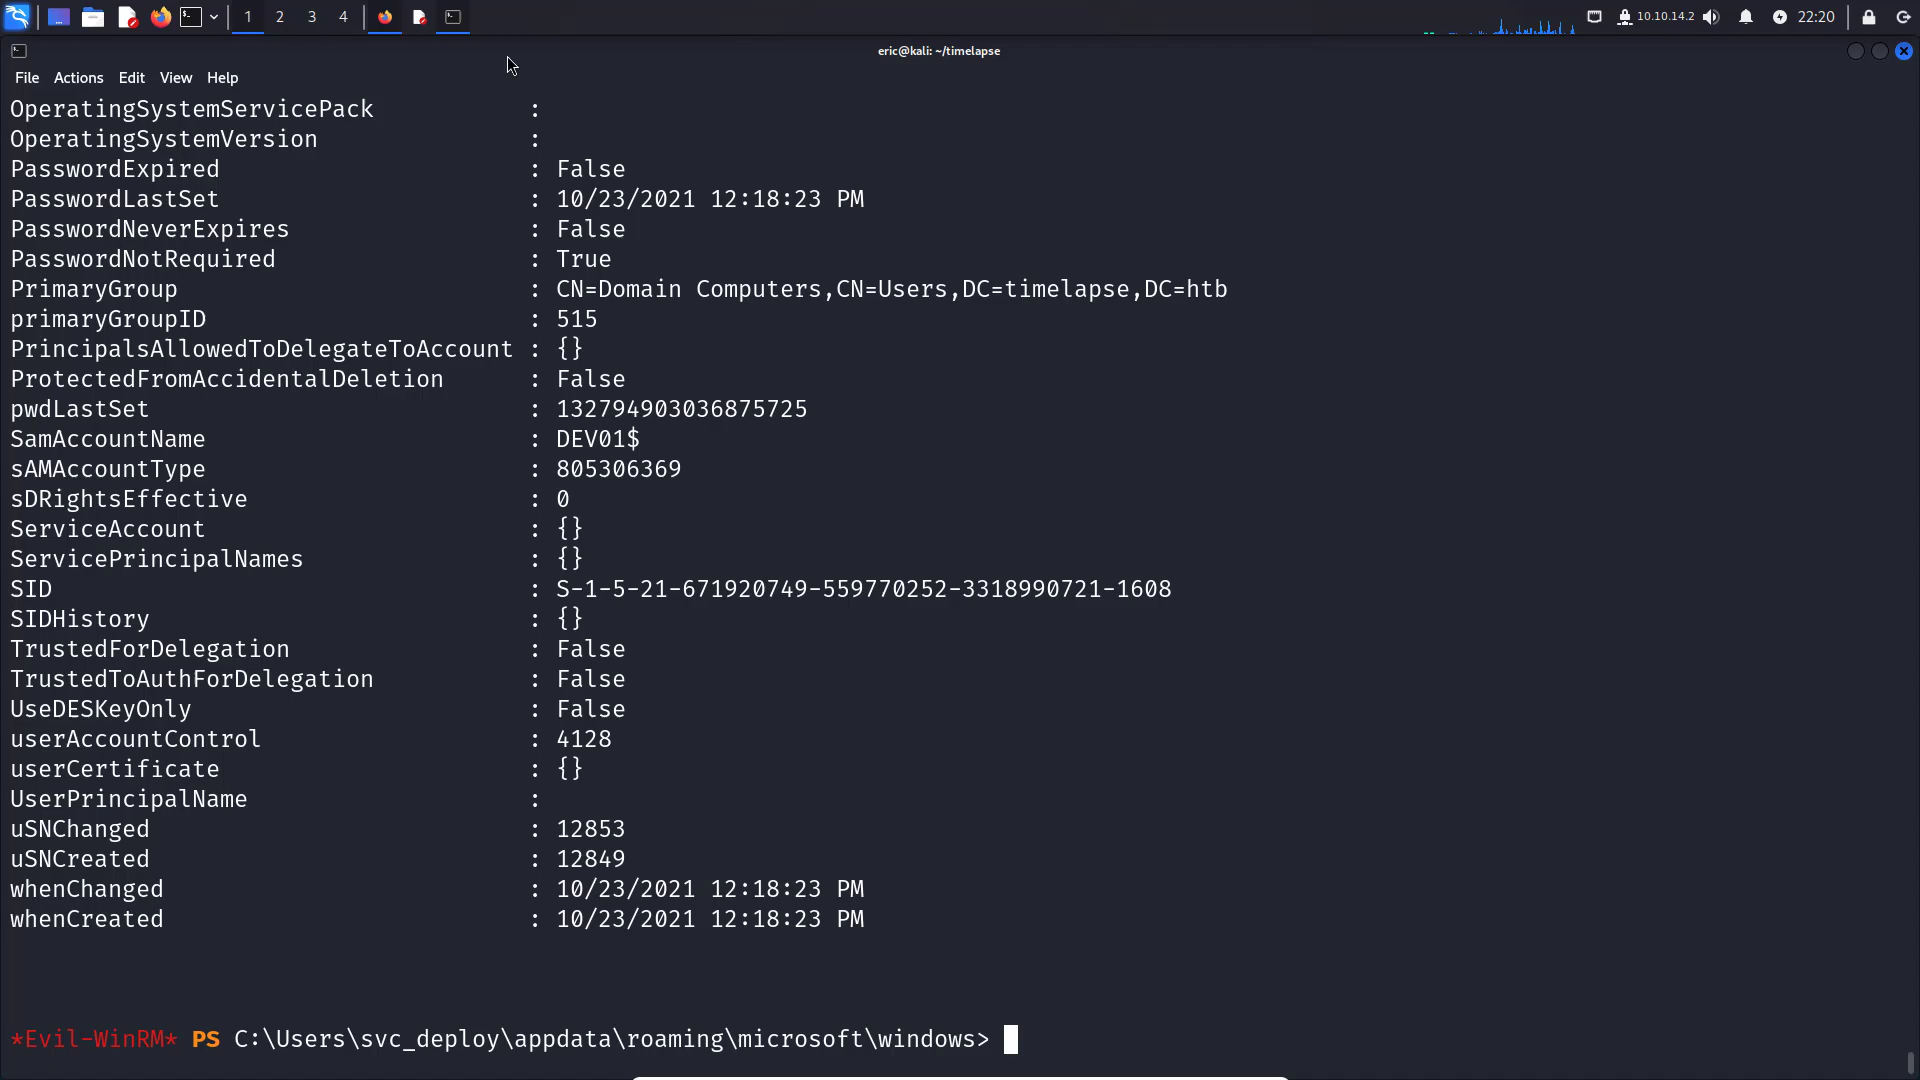 1 2 3 4 10.10.14.2 22:20
eric@kali: ~/timelapse
File Actions Edit View Help
OperatingSystemServicePack :
OperatingSystemVersion :
PasswordExpired : False
PasswordLastSet : 10/23/2021 12:18:23 PM
PasswordNeverExpires : False
PasswordNotRequired : True
PrimaryGroup : CN=Domain Computers,CN=Users,DC=timelapse,DC=htb
primaryGroupID : 515
PrincipalsAllowedToDelegateToAccount : {}
ProtectedFromAccidentalDeletion : False
pwdLastSet : 132794903036875725
SamAccountName : DEV01$
sAMAccountType : 805306369
sDRightsEffective : 0
ServiceAccount : {}
ServicePrincipalNames : {}
SID : S-1-5-21-671920749-559770252-3318990721-1608
SIDHistory : {}
TrustedForDelegation : False
TrustedToAuthForDelegation : False
UseDESKeyOnly : False
userAccountControl : 4128
userCertificate : {}
UserPrincipalName :
uSNChanged : 12853
uSNCreated : 12849
whenChanged : 10/23/2021 12:18:23 PM
whenCreated : 10/23/2021 12:18:23 PM
*Evil-WinRM* PS C:\Users\svc_deploy\appdata\roaming\microsoft\windows>